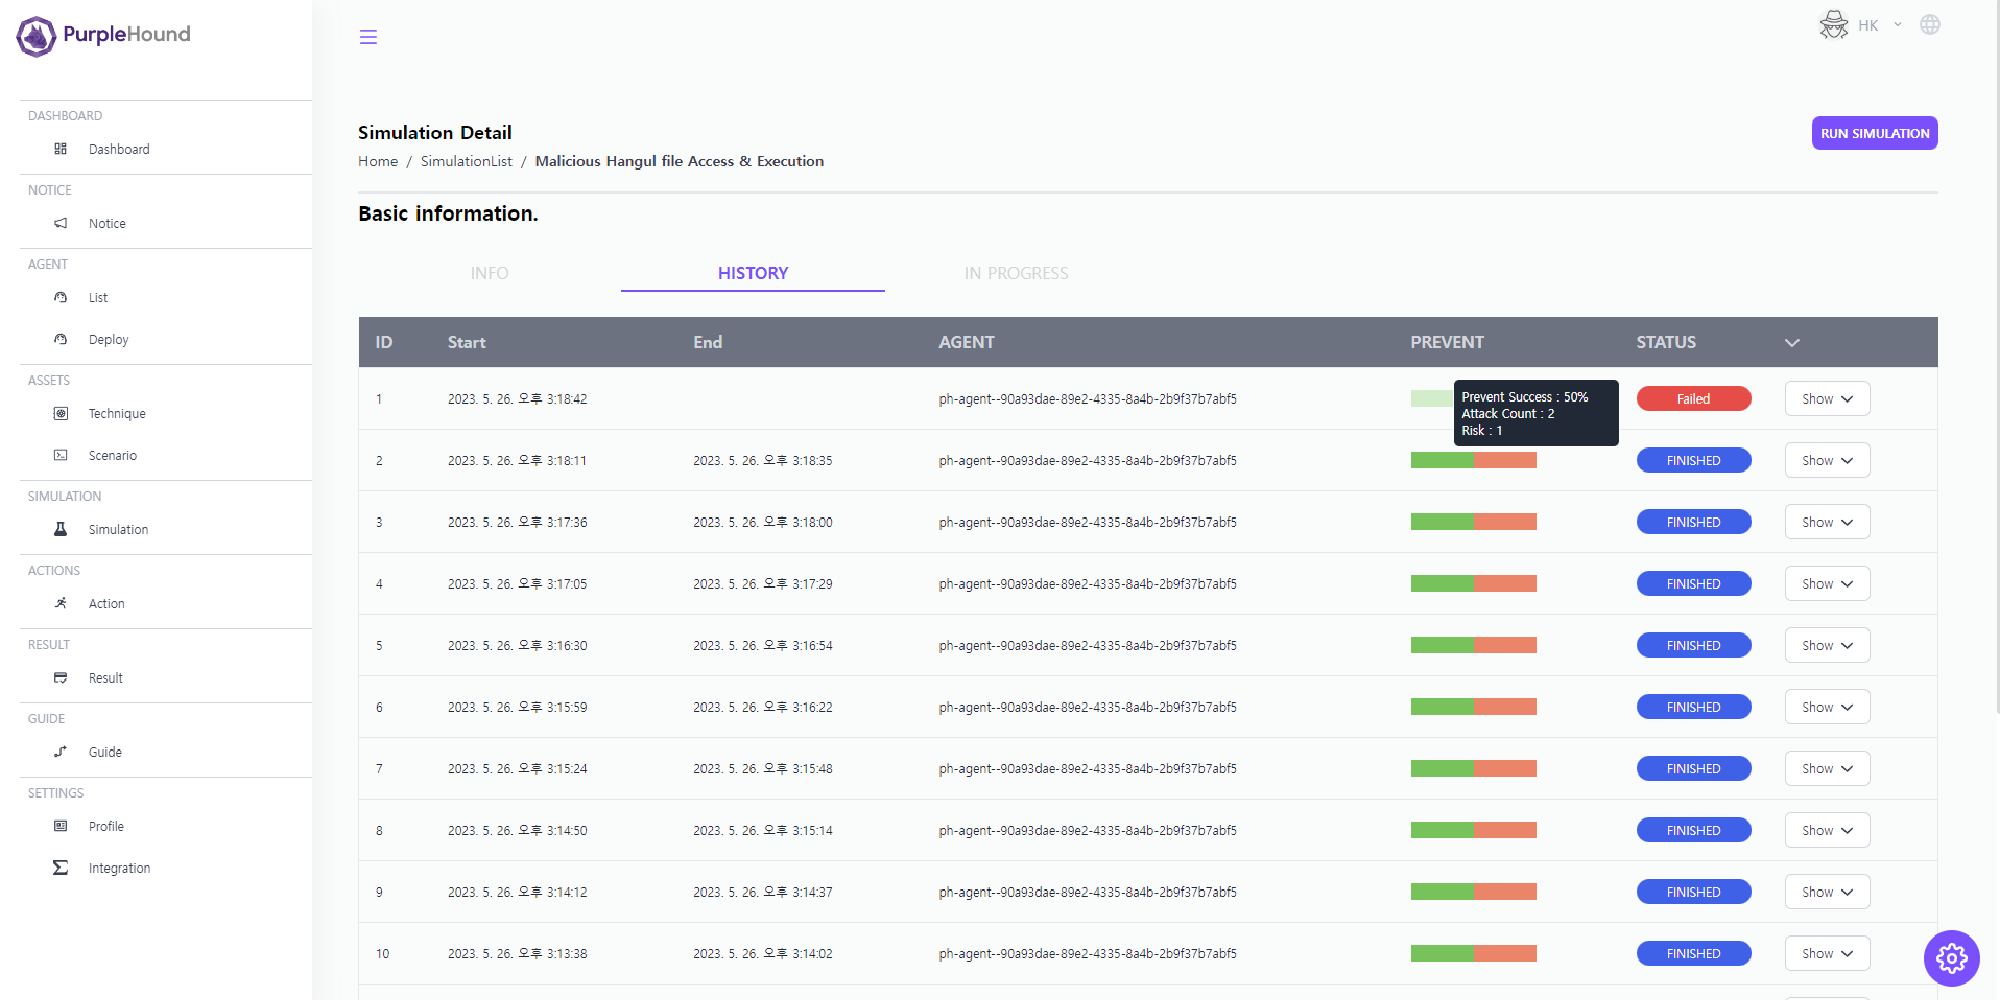 PurpleHound
HK
DASHBOARD
Dashboard
NOTICE
Notice
AGENT
List
Deploy
ASSETS
Technique
Scenario
SIMULATION
Simulation
ACTIONS
Action
RESULT
Result
GUIDE
Guide
SETTINGS
Profile
Integration
Simulation Detail
RUN SIMULATION
Home / SimulationList / Malicious Hangul file Access & Execution
Basic information.
INFO HISTORY IN PROGRESS
ID Start End AGENT PREVENT STATUS
1 2023. 5. 26. 오후 3:18:42 ph-agent--90a93dae-89e2-4335-8a4b-2b9f37b7abf5 Failed Show
Prevent Success : 50%
Attack Count : 2
Risk : 1
2 2023. 5. 26. 오후 3:18:11 2023. 5. 26. 오후 3:18:35 ph-agent--90a93dae-89e2-4335-8a4b-2b9f37b7abf5 FINISHED Show
3 2023. 5. 26. 오후 3:17:36 2023. 5. 26. 오후 3:18:00 ph-agent--90a93dae-89e2-4335-8a4b-2b9f37b7abf5 FINISHED Show
4 2023. 5. 26. 오후 3:17:05 2023. 5. 26. 오후 3:17:29 ph-agent--90a93dae-89e2-4335-8a4b-2b9f37b7abf5 FINISHED Show
5 2023. 5. 26. 오후 3:16:30 2023. 5. 26. 오후 3:16:54 ph-agent--90a93dae-89e2-4335-8a4b-2b9f37b7abf5 FINISHED Show
6 2023. 5. 26. 오후 3:15:59 2023. 5. 26. 오후 3:16:22 ph-agent--90a93dae-89e2-4335-8a4b-2b9f37b7abf5 FINISHED Show
7 2023. 5. 26. 오후 3:15:24 2023. 5. 26. 오후 3:15:48 ph-agent--90a93dae-89e2-4335-8a4b-2b9f37b7abf5 FINISHED Show
8 2023. 5. 26. 오후 3:14:50 2023. 5. 26. 오후 3:15:14 ph-agent--90a93dae-89e2-4335-8a4b-2b9f37b7abf5 FINISHED Show
9 2023. 5. 26. 오후 3:14:12 2023. 5. 26. 오후 3:14:37 ph-agent--90a93dae-89e2-4335-8a4b-2b9f37b7abf5 FINISHED Show
10 2023. 5. 26. 오후 3:13:38 2023. 5. 26. 오후 3:14:02 ph-agent--90a93dae-89e2-4335-8a4b-2b9f37b7abf5 FINISHED Show